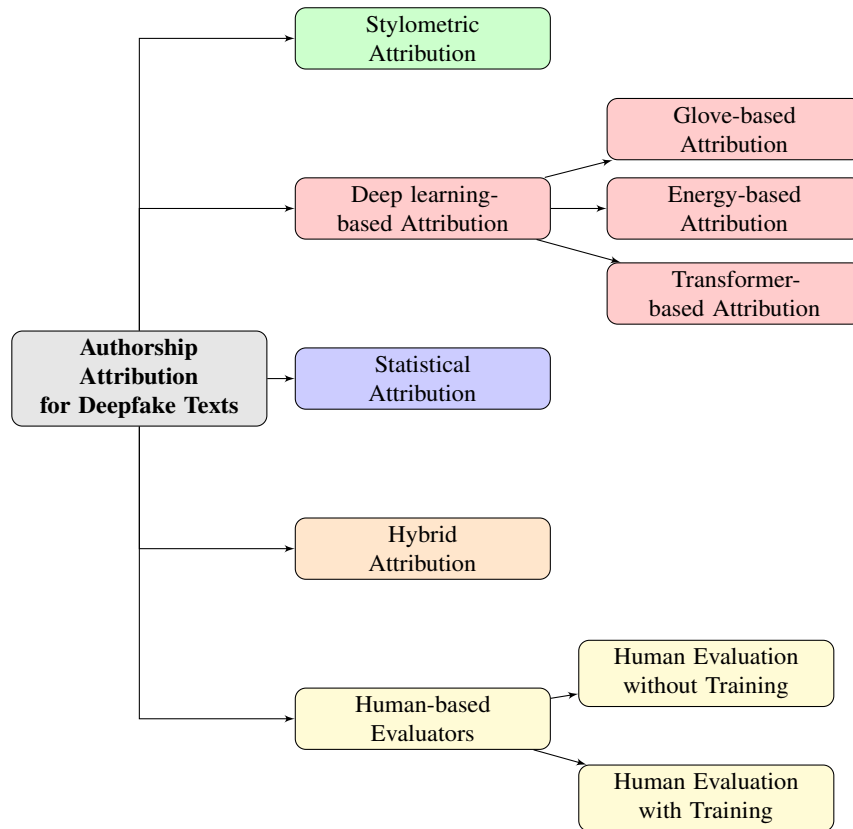 Stylometric
Attribution
Glove-based
Attribution
Deep learning-
based Attribution
Energy-based
Attribution
Transformer-
based Attribution
Authorship
Attribution
for Deepfake Texts
Statistical
Attribution
Hybrid
Attribution
Human-based
Evaluators
Human Evaluation
without Training
Human Evaluation
with Training